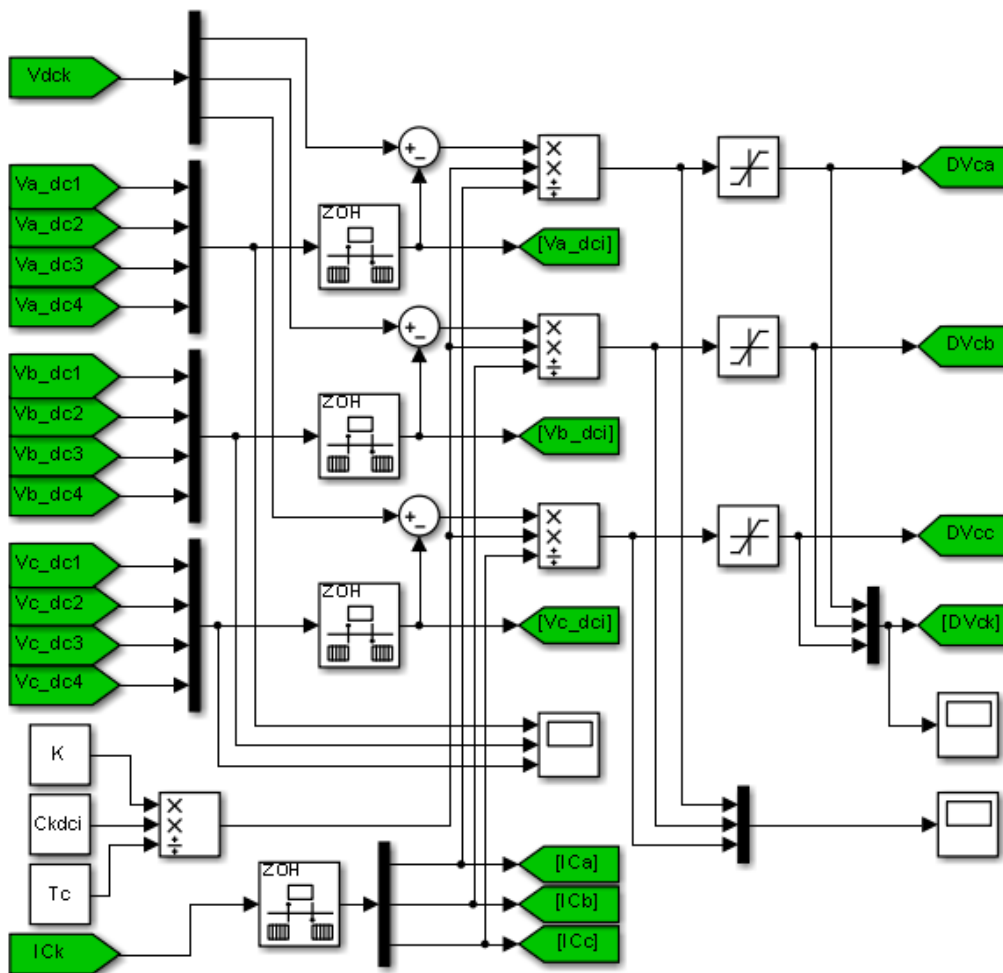 Vdck
Va_dc1
Va_dc2
Va_dc3
Va_dc4
ZOH
[Va_dci]
DVca
Vb_dc1
Vb_dc2
Vb_dc3
Vb_dc4
ZOH
[Vb_dci]
DVcb
Vc_dc1
Vc_dc2
Vc_dc3
Vc_dc4
ZOH
[Vc_dci]
DVcc
[DVck]
K
Ckdci
Tc
ICk
ZOH
[ICa]
[ICb]
[ICc]